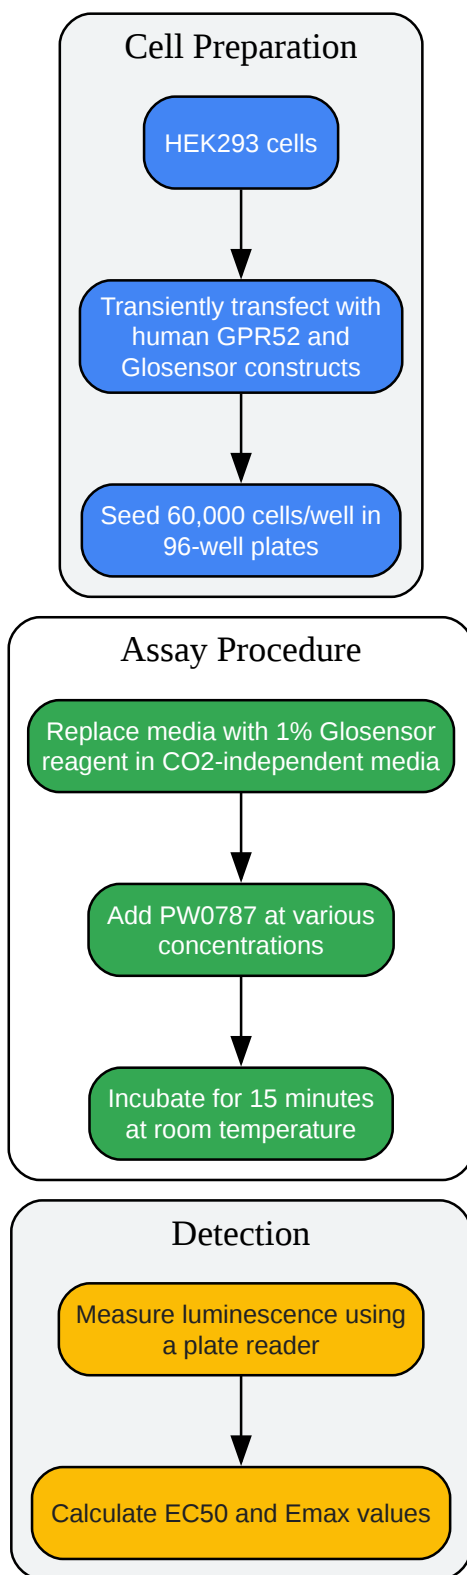 Cell Preparation
HEK293 cells
Transiently transfect with
human GPR52 and
Glosensor constructs
Seed 60,000 cells/well in
96-well plates
Assay Procedure
Replace media with 1% Glosensor
reagent in CO2-independent media
Add PW0787 at various
concentrations
Incubate for 15 minutes
at room temperature
Detection
Measure luminescence using
a plate reader
Calculate EC50 and Emax values